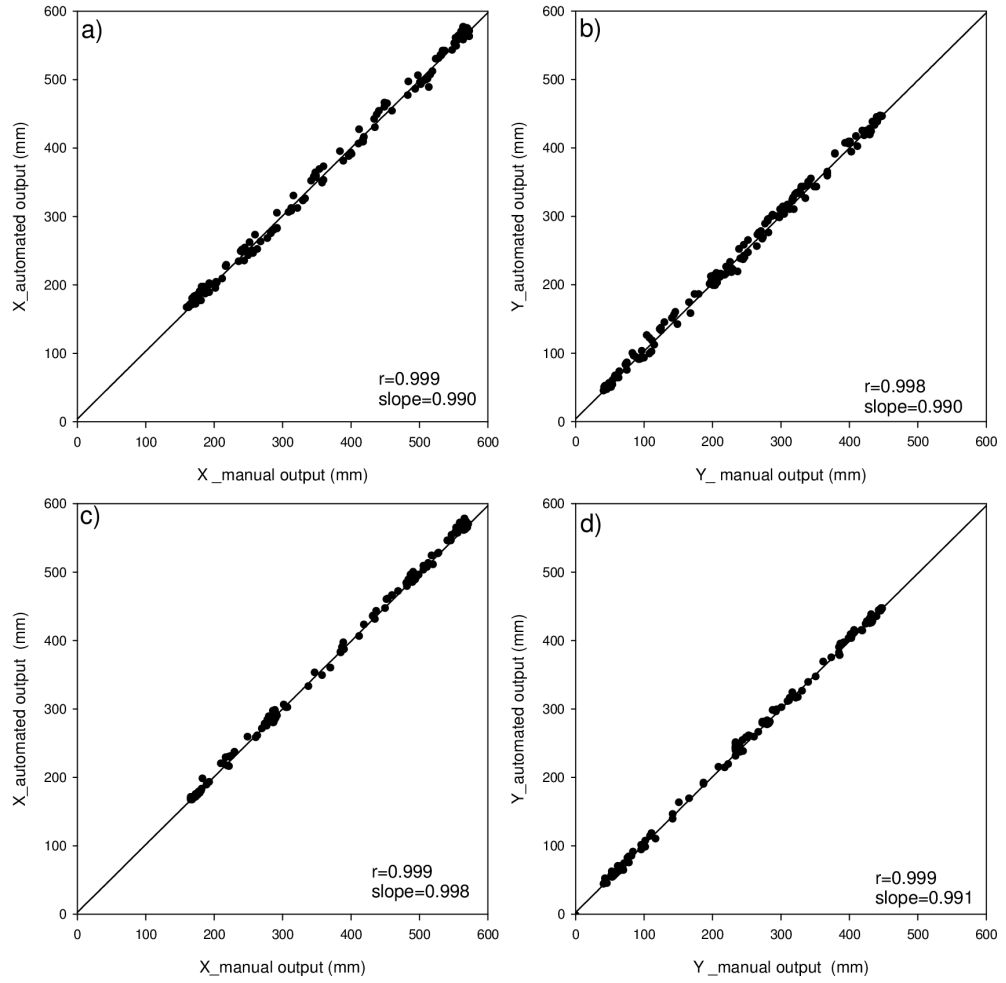 a)
X_automated output (mm)
600
500
400
300
200
100
0
r=0.999
slope=0.990
0 100 200 300 400 500 600
X _manual output (mm)
b)
Y_automated output (mm)
600
500
400
300
200
100
0
r=0.998
slope=0.990
0 100 200 300 400 500 600
Y_ manual output (mm)
c)
X_automated output (mm)
600
500
400
300
200
100
0
r=0.999
slope=0.998
0 100 200 300 400 500 600
X_manual output (mm)
d)
Y_automated output (mm)
600
500
400
300
200
100
0
r=0.999
slope=0.991
0 100 200 300 400 500 600
Y _manual output (mm)